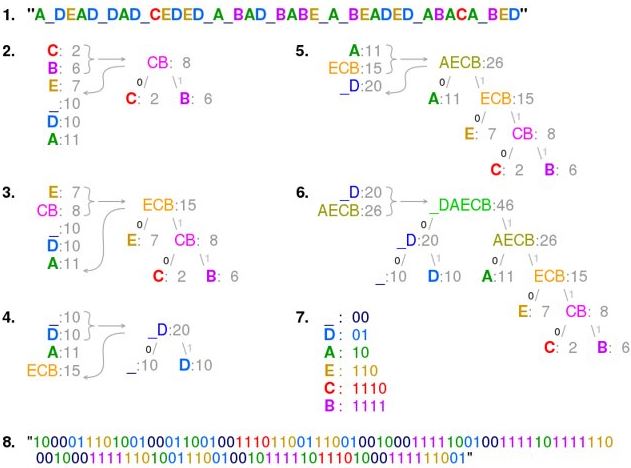 1. "A_DEAD_DAD_CEDED_A_BAD_BABE_A_BEADED_ABACA_BED"
2.
C: 2
B: 6
E: 7
_:10
D:10
A:11
CB: 8
0 1
C: 2 B: 6
5.
A:11
ECB:15
_D:20
AECB:26
0 1
A:11 ECB:15
0 1
E: 7 CB: 8
0 1
C: 2 B: 6
3.
E: 7
CB: 8
_:10
D:10
A:11
ECB:15
0 1
E: 7 CB: 8
0 1
C: 2 B: 6
6.
_D:20
AECB:26
_DAECB:46
0 1
_D:20 AECB:26
0 1 0 1
_:10 D:10 A:11 ECB:15
0 1
E: 7 CB: 8
0 1
C: 2 B: 6
4.
_:10
D:10
A:11
ECB:15
_D:20
0 1
_:10 D:10
7.
_ : 00
D : 01
A : 10
E : 110
C : 1110
B : 1111
8. "100001110100100011001001110110011100100100011111001001111101111110
0010001111110100111001001011111011101000111111001"